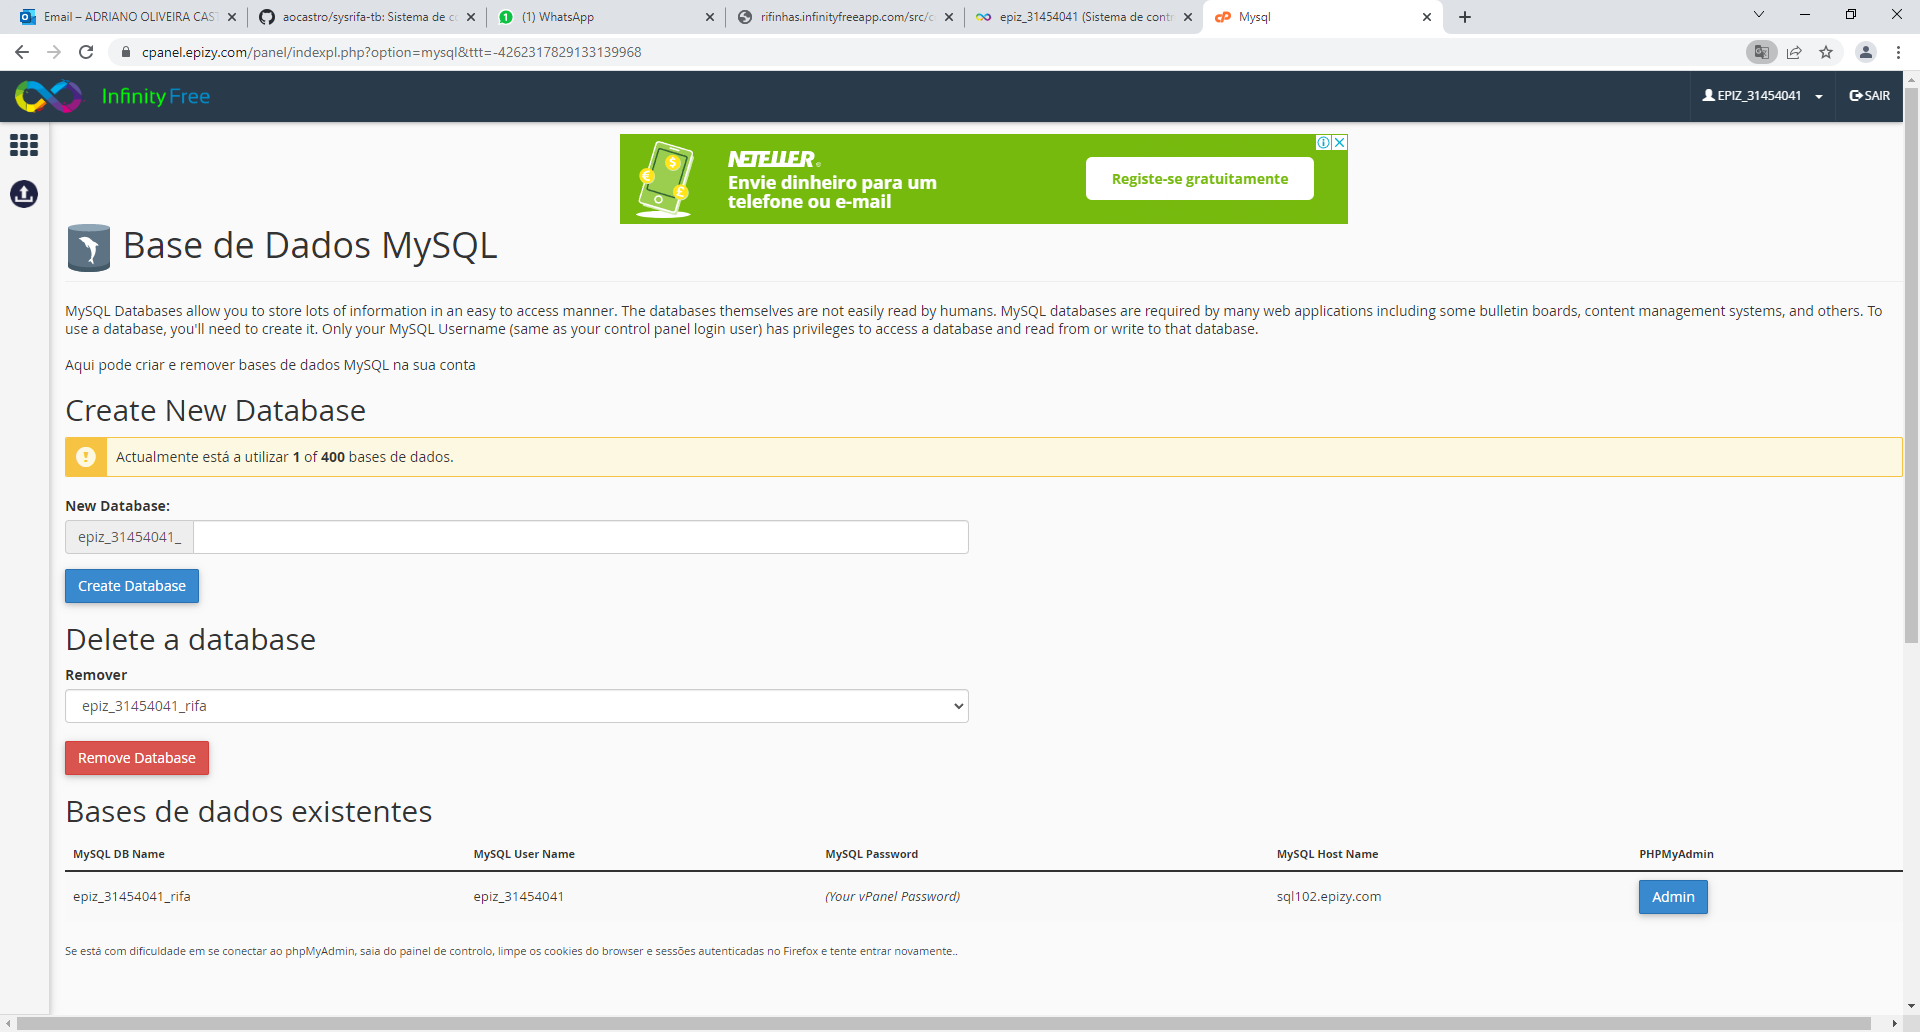 Email – ADRIANO OLIVEIRA CAST
aocastro/sysrifa-tb: Sistema de co
(1) WhatsApp
rifinhas.infinityfreeapp.com/src/c
epiz_31454041 (Sistema de contr
Mysql
cpanel.epizy.com/panel/indexpl.php?option=mysql&ttt=-4262317829133139968
InfinityFree
EPIZ_31454041
SAIR
NETELLER
Envie dinheiro para um
telefone ou e-mail
Registe-se gratuitamente
Base de Dados MySQL
MySQL Databases allow you to store lots of information in an easy to access manner. The databases themselves are not easily read by humans. MySQL databases are required by many web applications including some bulletin boards, content management systems, and others. To
use a database, you'll need to create it. Only your MySQL Username (same as your control panel login user) has privileges to access a database and read from or write to that database.
Aqui pode criar e remover bases de dados MySQL na sua conta
Create New Database
Actualmente está a utilizar 1 of 400 bases de dados.
New Database:
epiz_31454041_
Create Database
Delete a database
Remover
epiz_31454041_rifa
Remove Database
Bases de dados existentes
MySQL DB Name MySQL User Name MySQL Password MySQL Host Name PHPMyAdmin
epiz_31454041_rifa epiz_31454041 (Your vPanel Password) sql102.epizy.com Admin
Se está com dificuldade em se conectar ao phpMyAdmin, saia do painel de controlo, limpe os cookies do browser e sessões autenticadas no Firefox e tente entrar novamente..